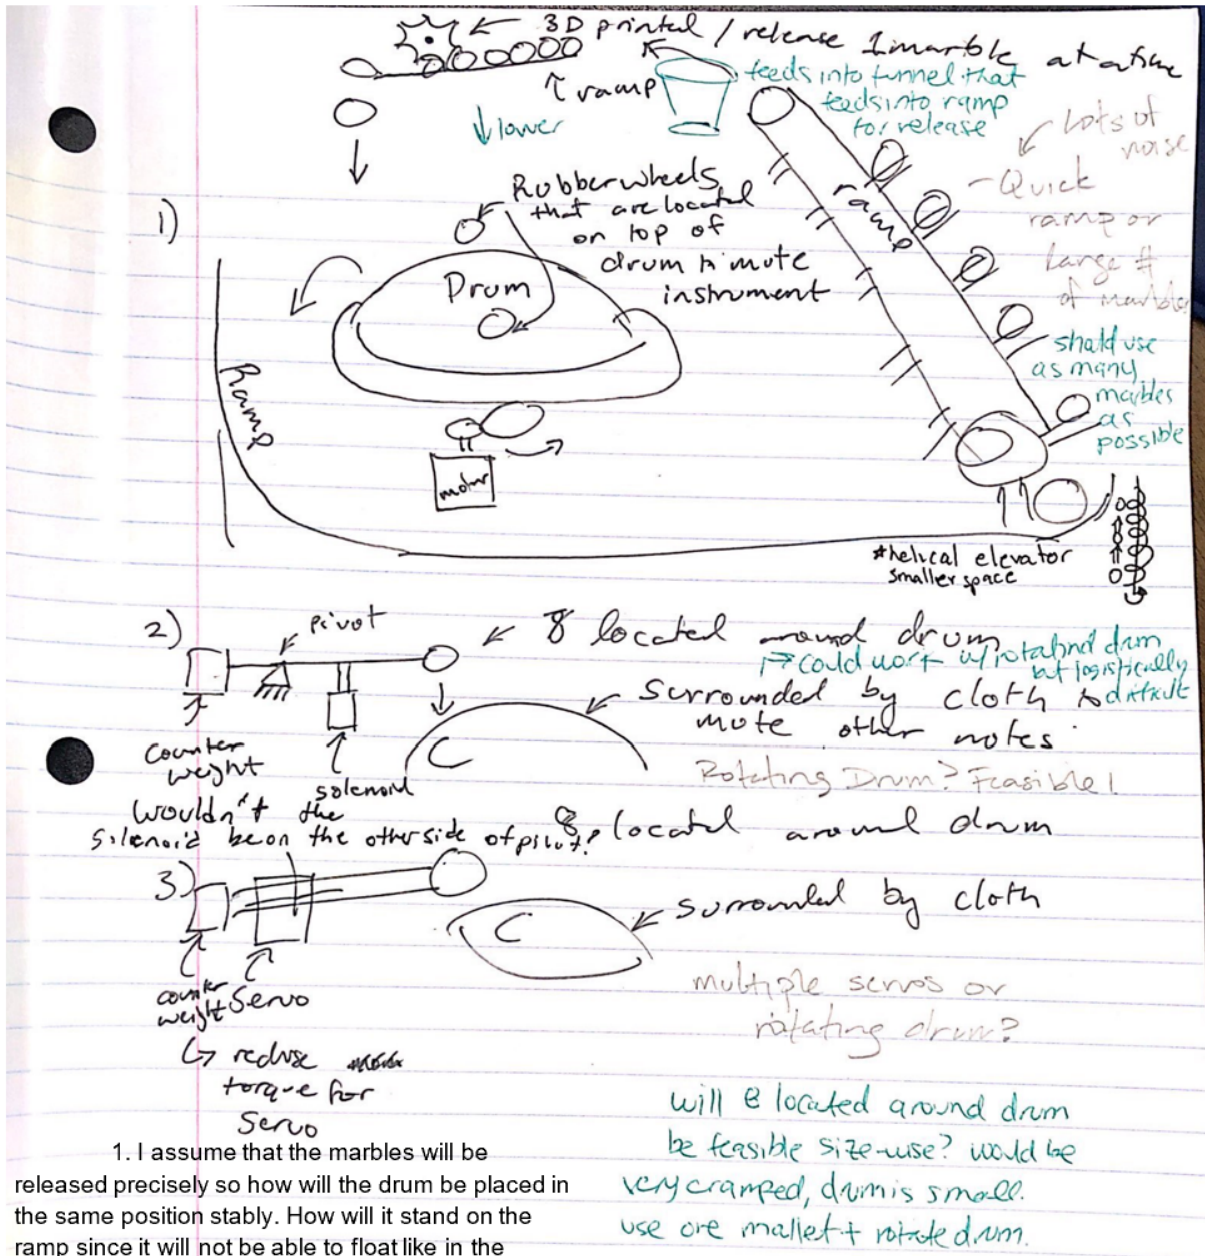 3D printed / release 1 marble at a time
↑ ramp
feeds into tunnel that
feeds into ramp
for release
↓ lower
Lots of
noise
- Quick
ramp or
large #
of marbles
ramp
1)
Rubber wheels
that are located
on top of
drum to mute
instrument
Drum
should use
as many
marbles
as
possible
Ramp
motor
*helical elevator
smaller space
2)
pivot
8 located around drum
↳ could work w/ rotating drum
but logistically
difficult
surrounded by cloth to
mute other notes
C
counter
weight
solenoid
Rotating Drum? Feasible!
Wouldn't the
silenoid be on the other side of pivot?
8 located around drum
3)
surrounded by cloth
C
counter
weight
Servo
multiple servos or
rotating drum?
↳ reduse
torque for
Servo
will 8 located around drum
be feasible size-wise? would be
very cramped, drum is small.
use one mallet + rotate drum.
1. I assume that the marbles will be
released precisely so how will the drum be placed in
the same position stably. How will it stand on the
ramp since it will not be able to float like in the